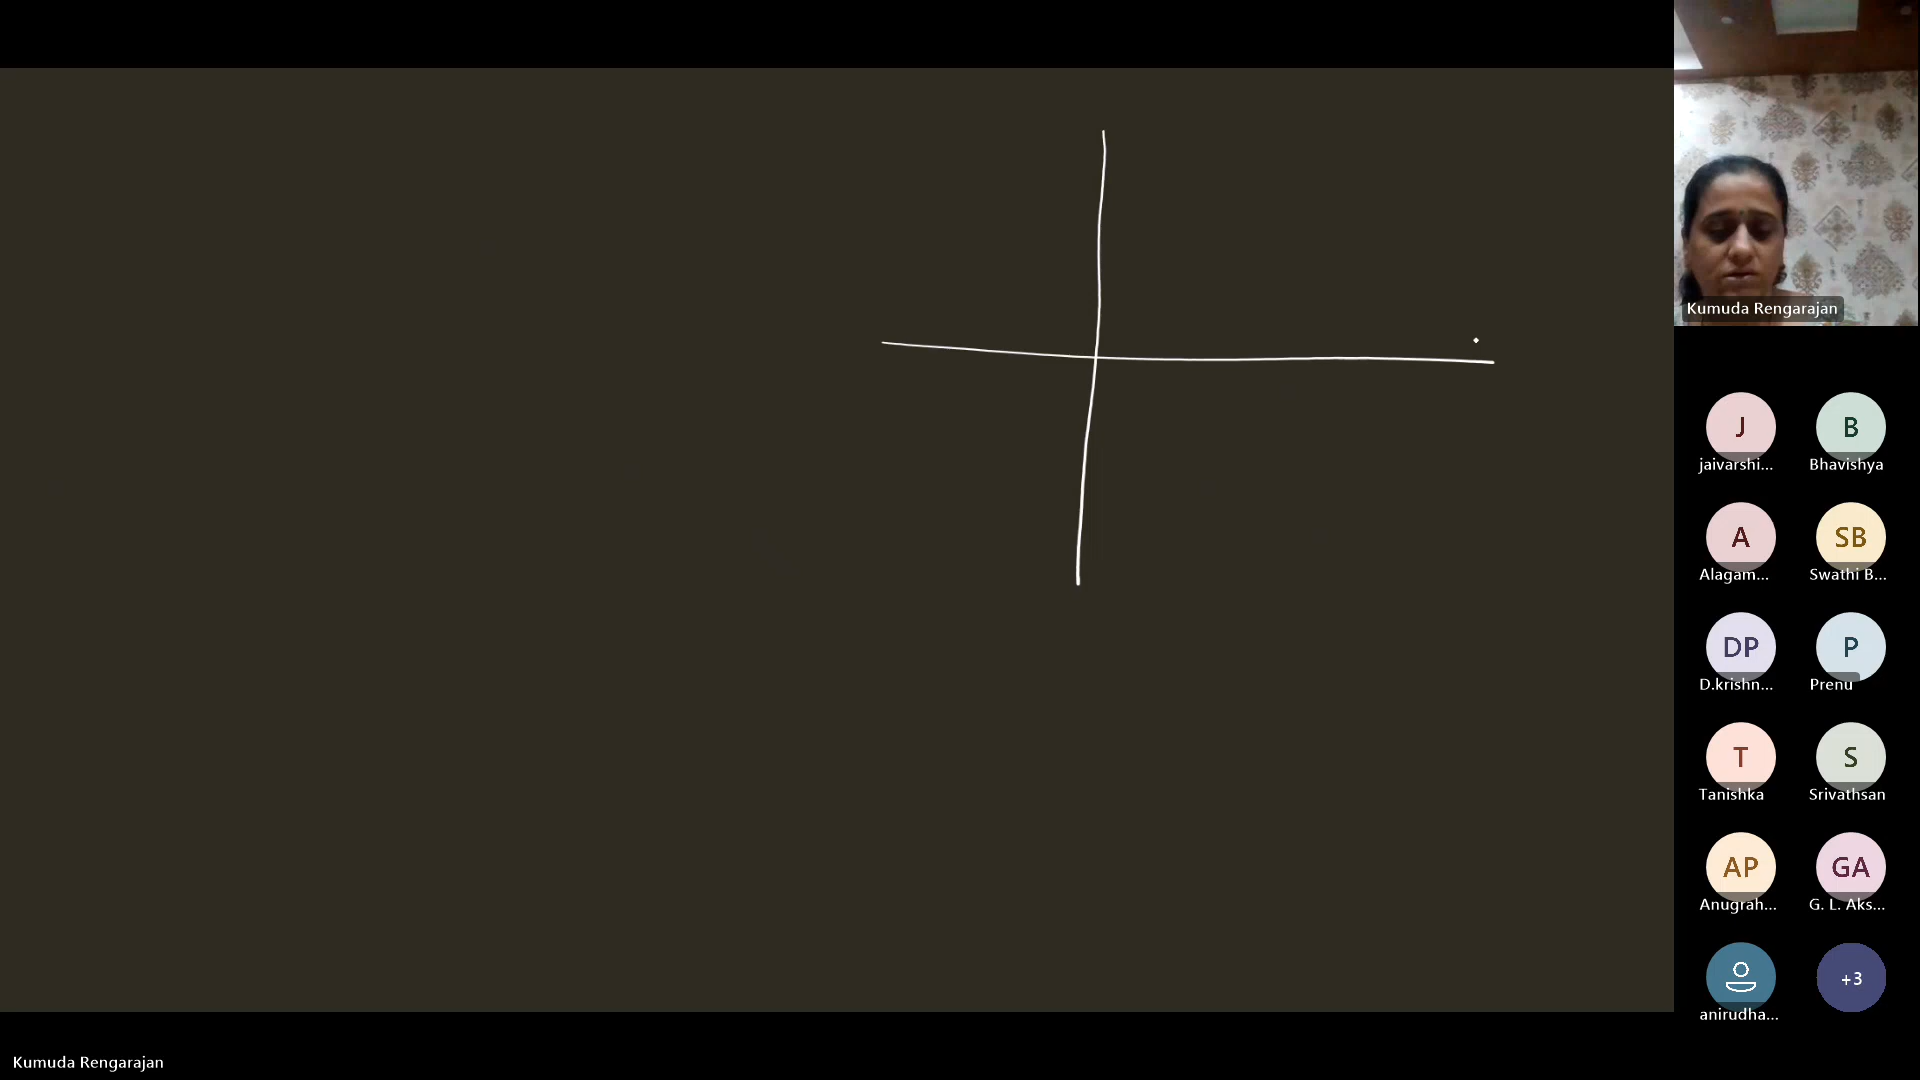 Kumuda Rengarajan
J
B
jaivarshi...
Bhavishya
A
SB
Alagam...
Swathi B...
DP
P
D.krishn...
Prenu
T
S
Tanishka
Srivathsan
AP
GA
Anugrah...
G. L. Aks...
+3
anirudha...
Kumuda Rengarajan